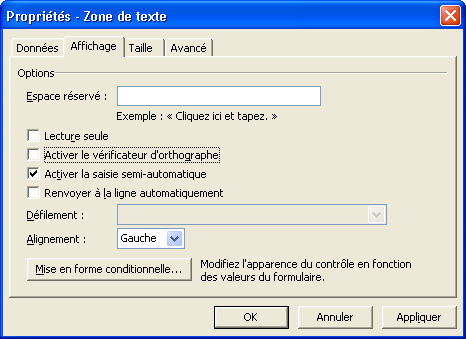 Propriétés - Zone de texte
Données Affichage Taille Avancé
Options
Espace réservé :
Exemple : « Cliquez ici et tapez. »
Lecture seule
Activer le vérificateur d'orthographe
Activer la saisie semi-automatique
Renvoyer à la ligne automatiquement
Défilement :
Alignement : Gauche
Mise en forme conditionnelle... Modifiez l'apparence du contrôle en fonction
des valeurs du formulaire.
OK Annuler Appliquer